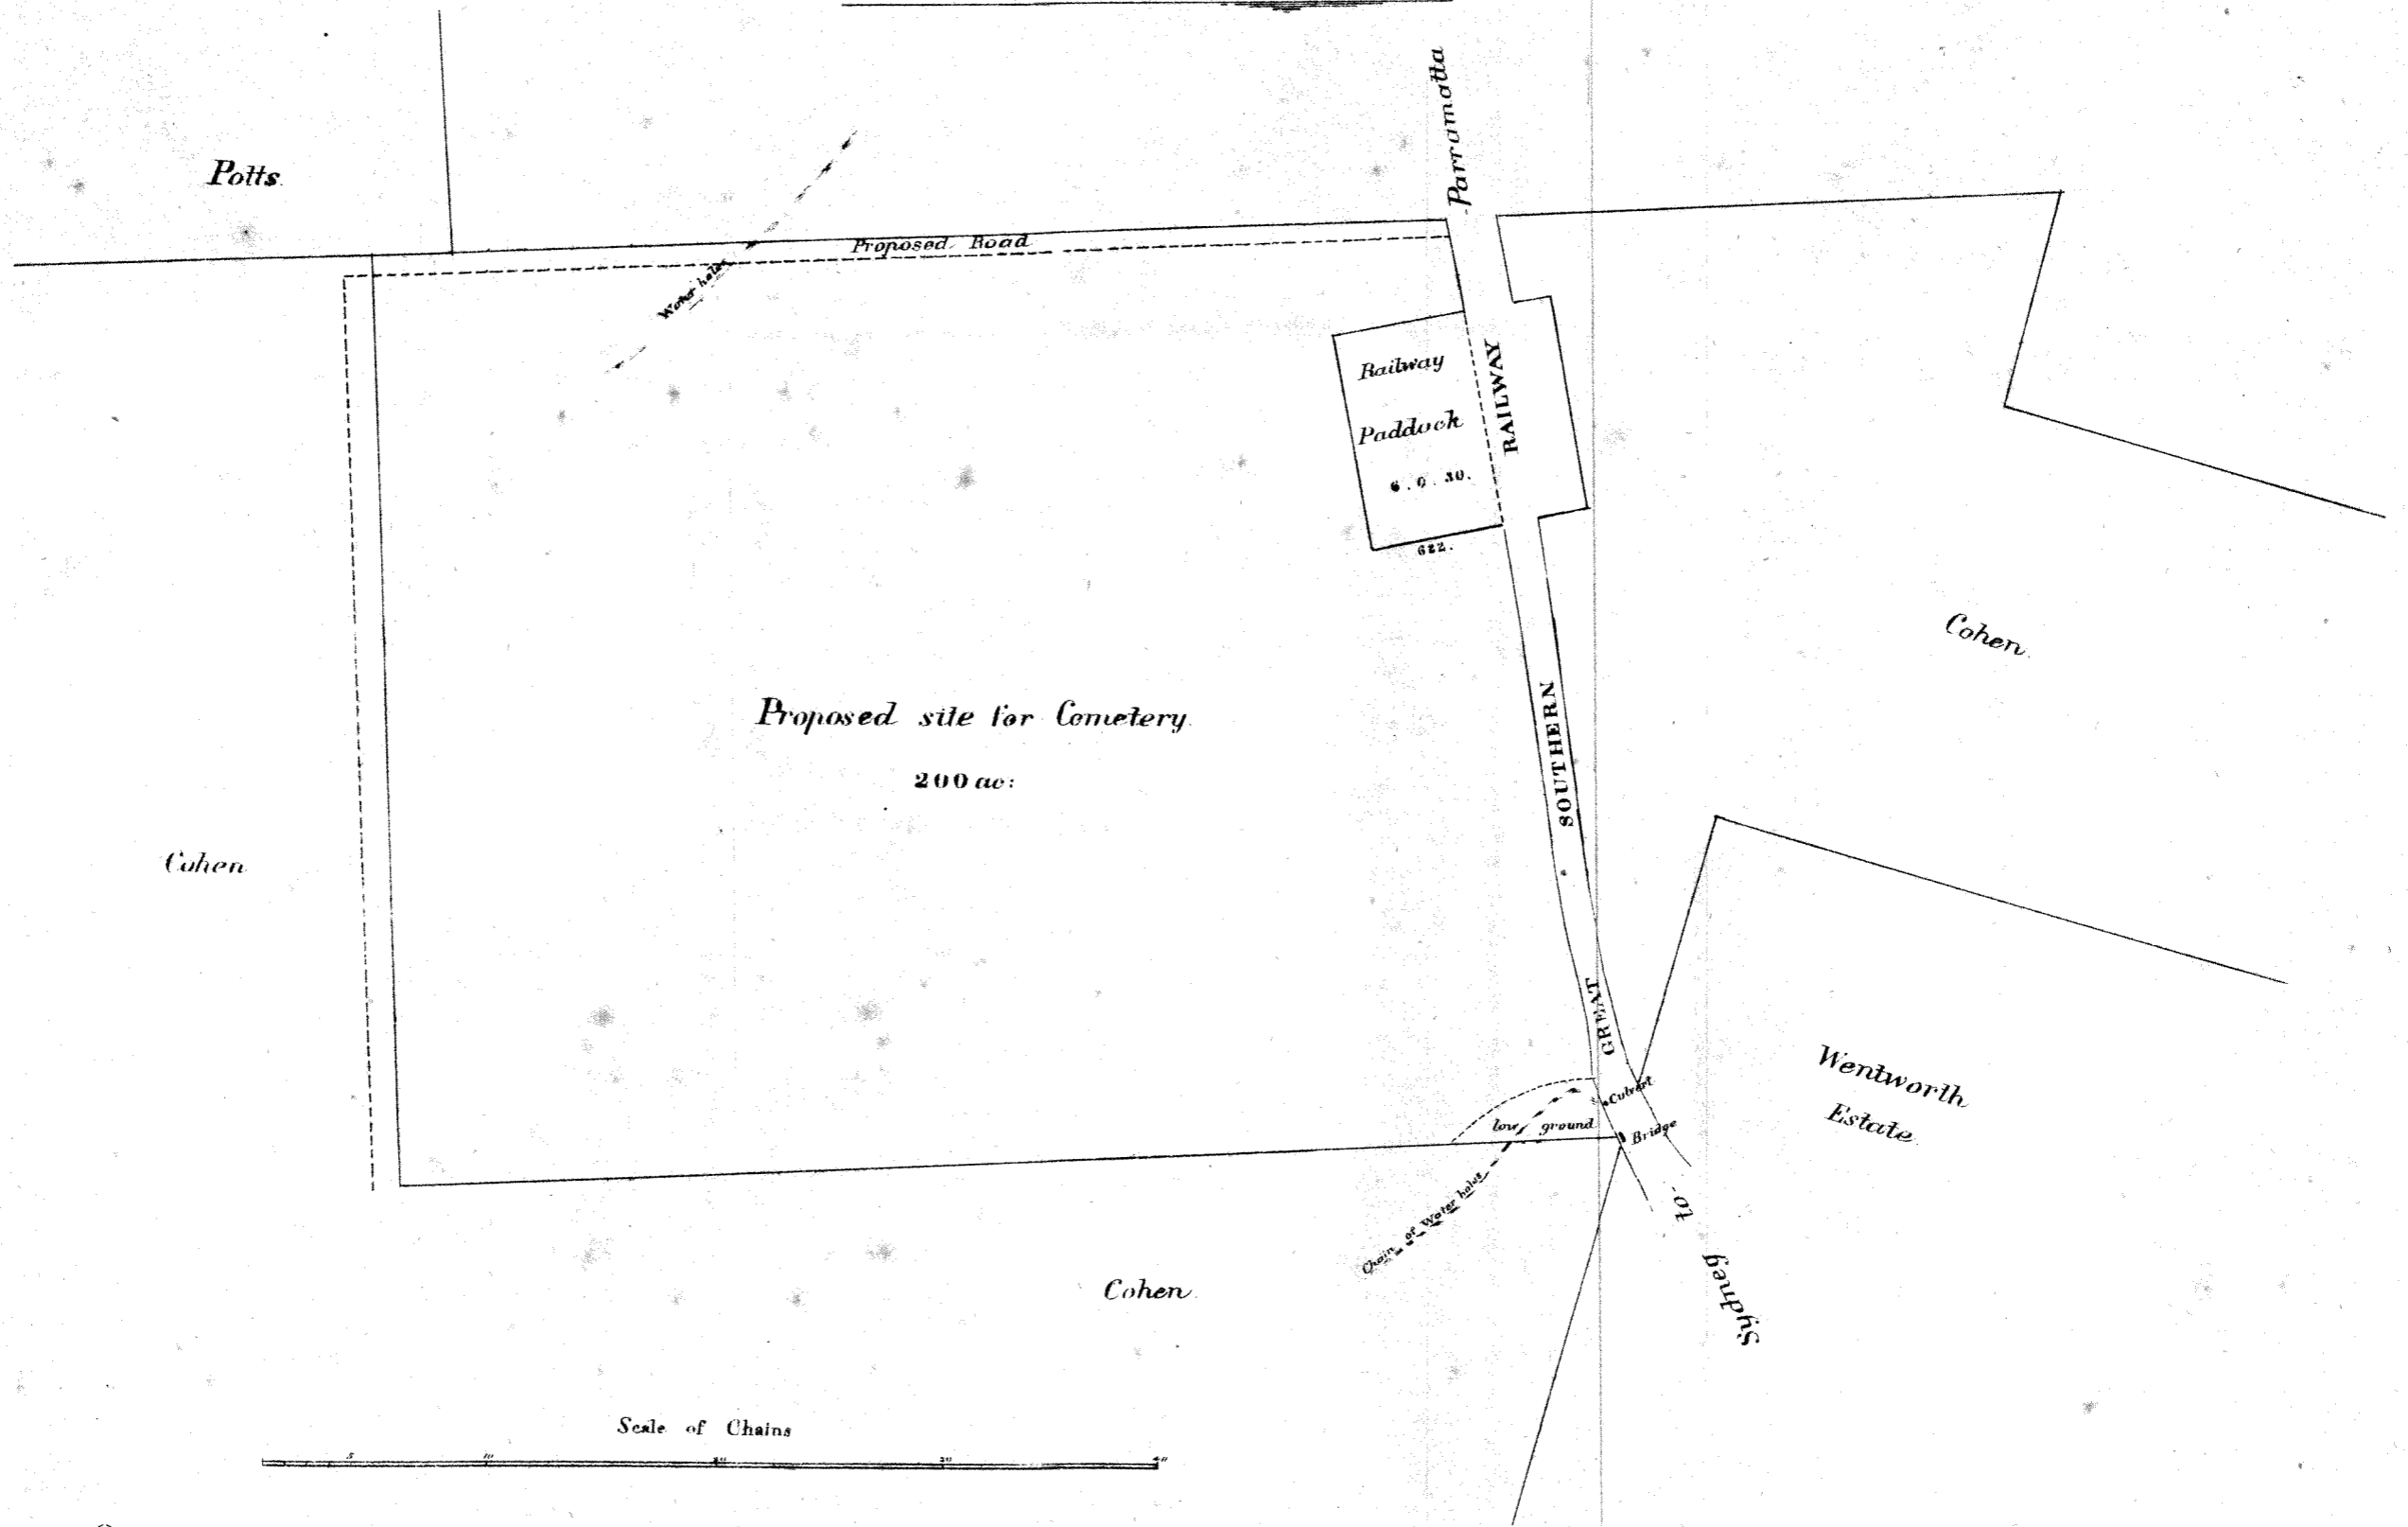 Parramatta
Potts.
Proposed Road
Water holes
Railway
Paddock
6 . 0 . 30.
622.
RAILWAY
Cohen.
Proposed site for Cemetery.
200 ac:
SOUTHERN
Cohen
GREAT
Wentworth
Estate.
Culvert
low ground
Bridge
Chain of Water holes
to
Sydney
Cohen.
Scale of Chains
5 10 20 30 40